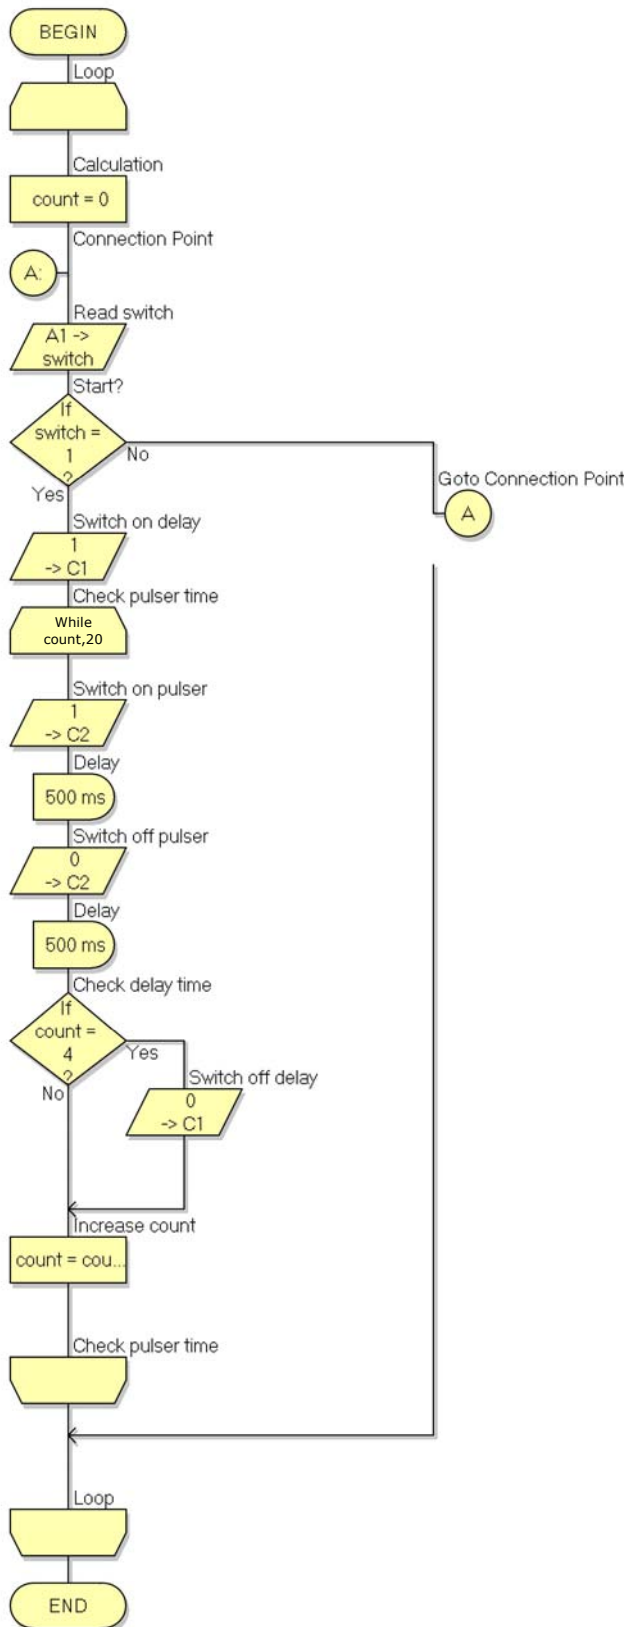 BEGIN
Loop
Calculation
count = 0
Connection Point
A:
Read switch
A1 ->
switch
Start?
If
switch =
1
?
No
Yes
Goto Connection Point
A
Switch on delay
1
-> C1
Check pulser time
While
count,20
Switch on pulser
1
-> C2
Delay
500 ms
Switch off pulser
0
-> C2
Delay
500 ms
Check delay time
If
count =
4
?
Yes
No
Switch off delay
0
-> C1
Increase count
count = cou...
Check pulser time
Loop
END